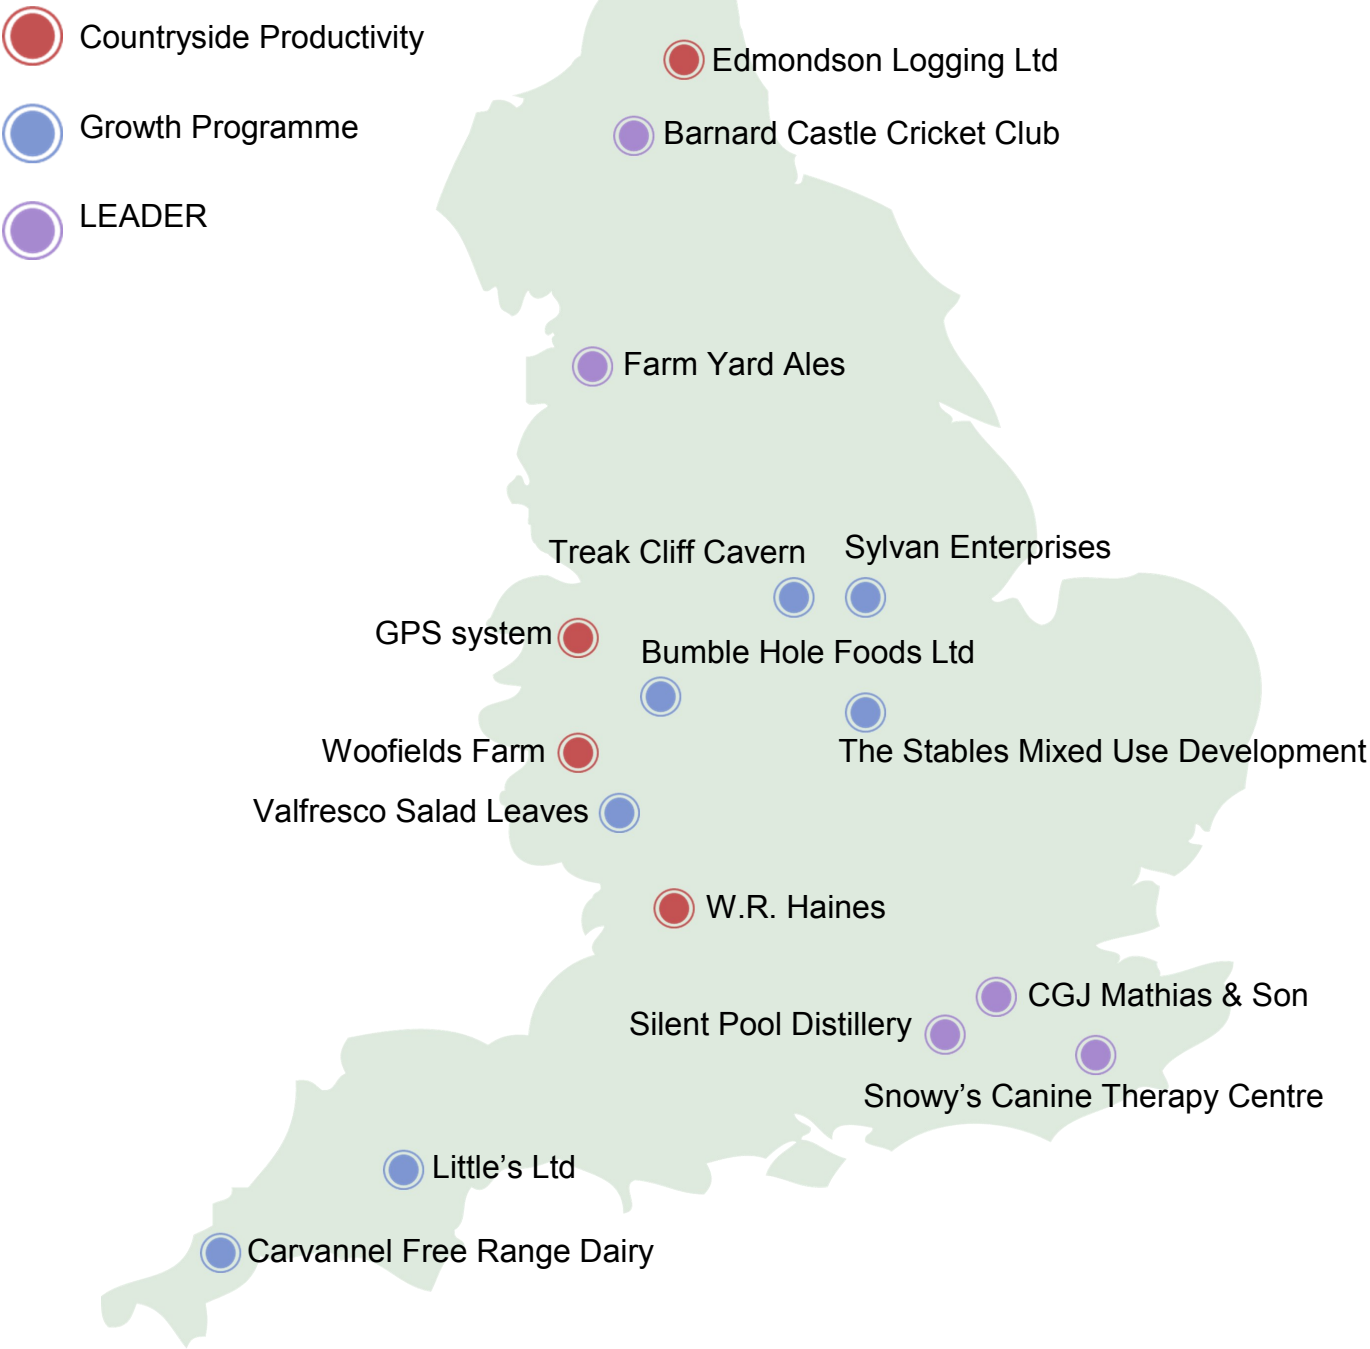 Countryside Productivity
Growth Programme
LEADER
Edmondson Logging Ltd
Barnard Castle Cricket Club
Farm Yard Ales
Treak Cliff Cavern
Sylvan Enterprises
GPS system
Bumble Hole Foods Ltd
Woofields Farm
The Stables Mixed Use Development
Valfresco Salad Leaves
W.R. Haines
CGJ Mathias & Son
Silent Pool Distillery
Snowy’s Canine Therapy Centre
Little’s Ltd
Carvannel Free Range Dairy